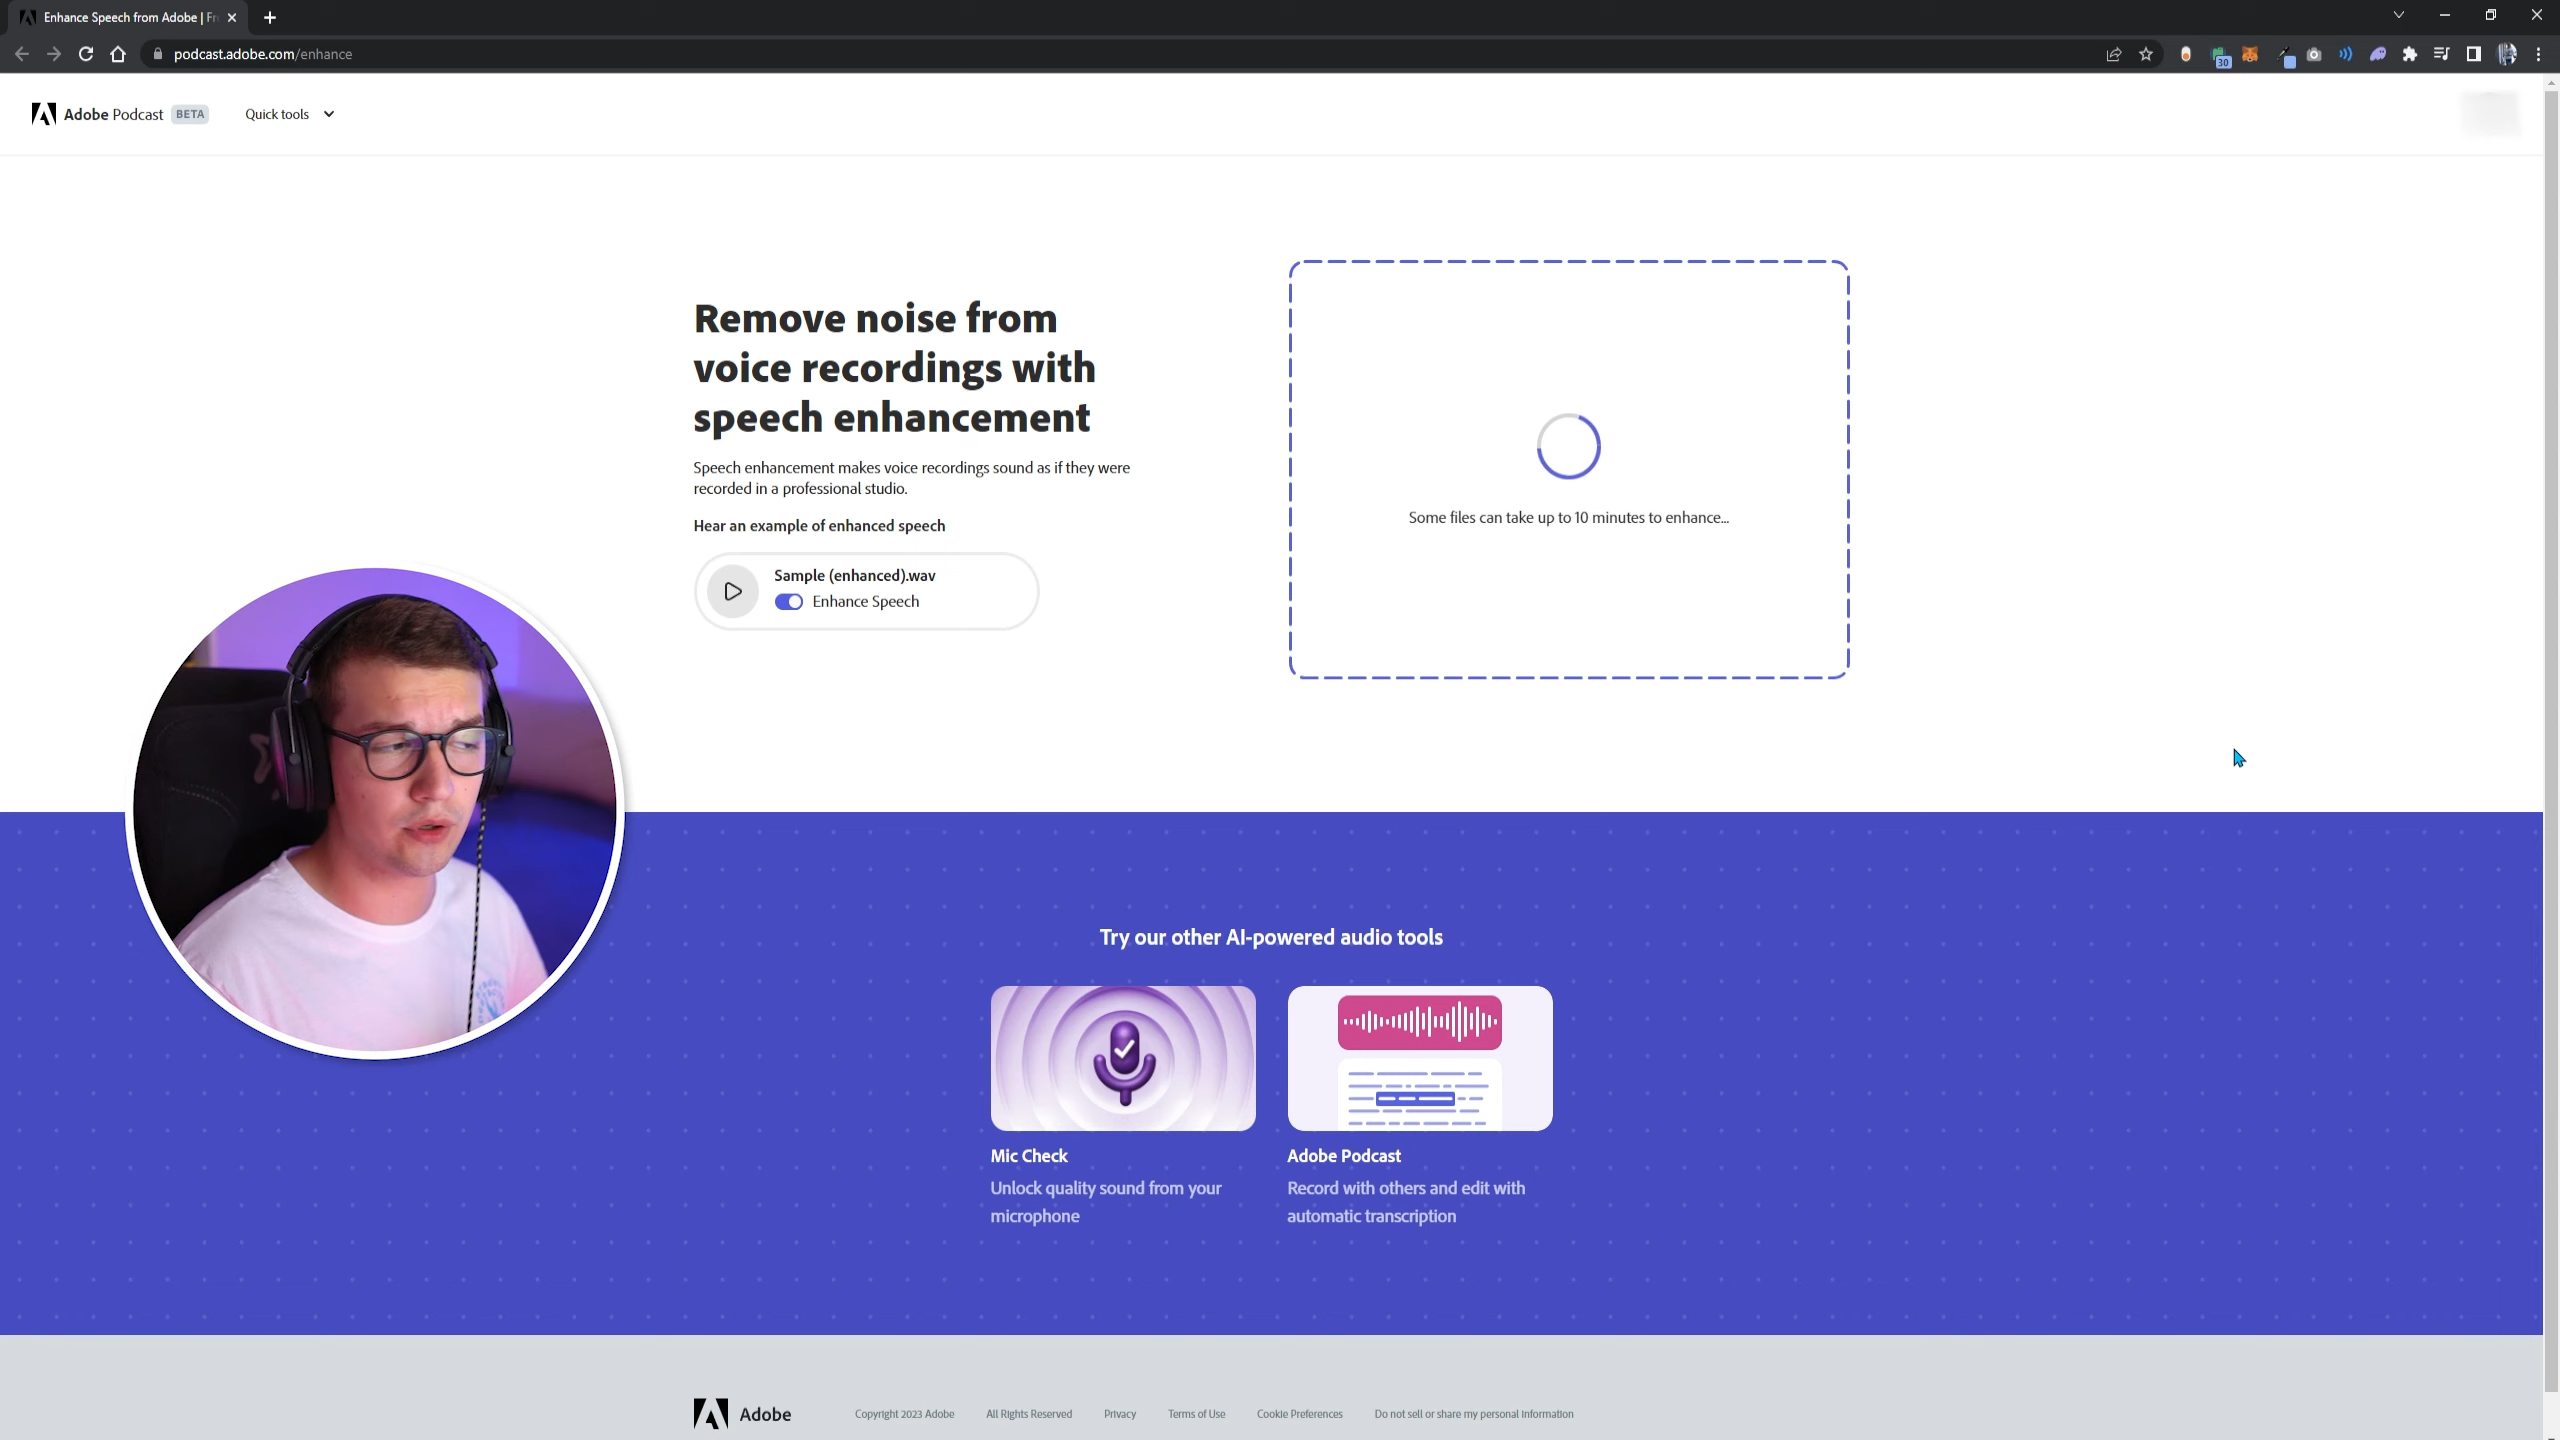 Enhance Speech from Adobe | Fr
podcast.adobe.com/enhance
30
Adobe Podcast BETA
Quick tools
Remove noise from
voice recordings with
speech enhancement
Speech enhancement makes voice recordings sound as if they were
recorded in a professional studio.
Hear an example of enhanced speech
Sample (enhanced).wav
Enhance Speech
Some files can take up to 10 minutes to enhance...
Try our other AI-powered audio tools
Mic Check
Unlock quality sound from your
microphone
Adobe Podcast
Record with others and edit with
automatic transcription
Adobe
Copyright 2023 Adobe
All Rights Reserved
Privacy
Terms of Use
Cookie Preferences
Do not sell or share my personal information